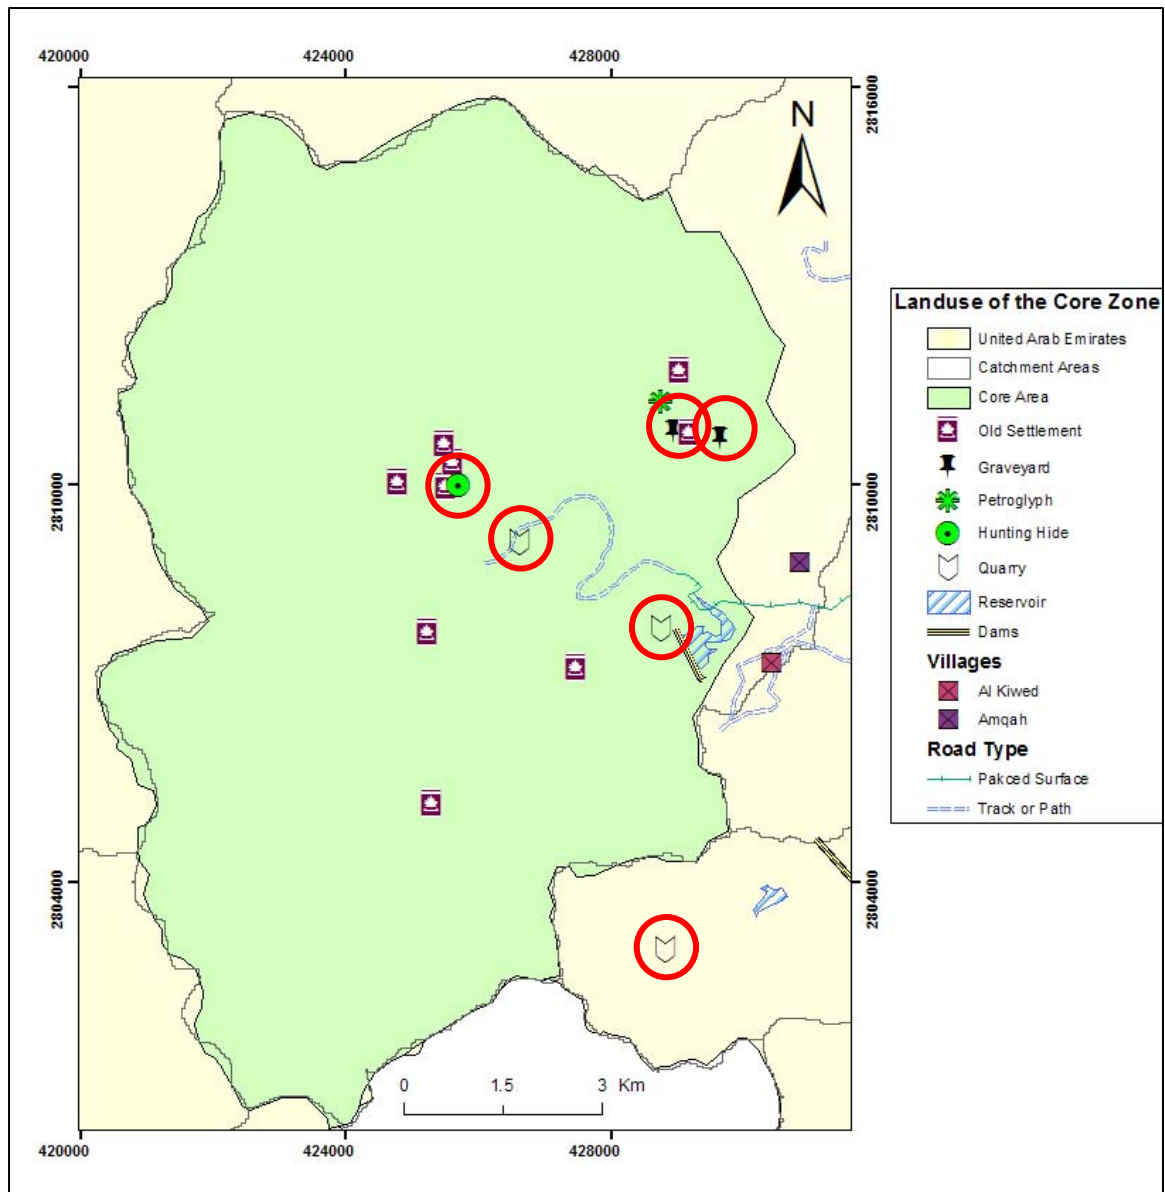 420000 424000 428000
2816000
N
Landuse of the Core Zone
United Arab Emirates
Catchment Areas
Core Area
Old Settlement
Graveyard
Petroglyph
Hunting Hide
Quarry
Reservoir
Dams
Villages
Al Kiwed
Amqah
Road Type
Pakced Surface
Track or Path
2810000 2810000
2804000 2804000
0 1.5 3 Km
420000 424000 428000